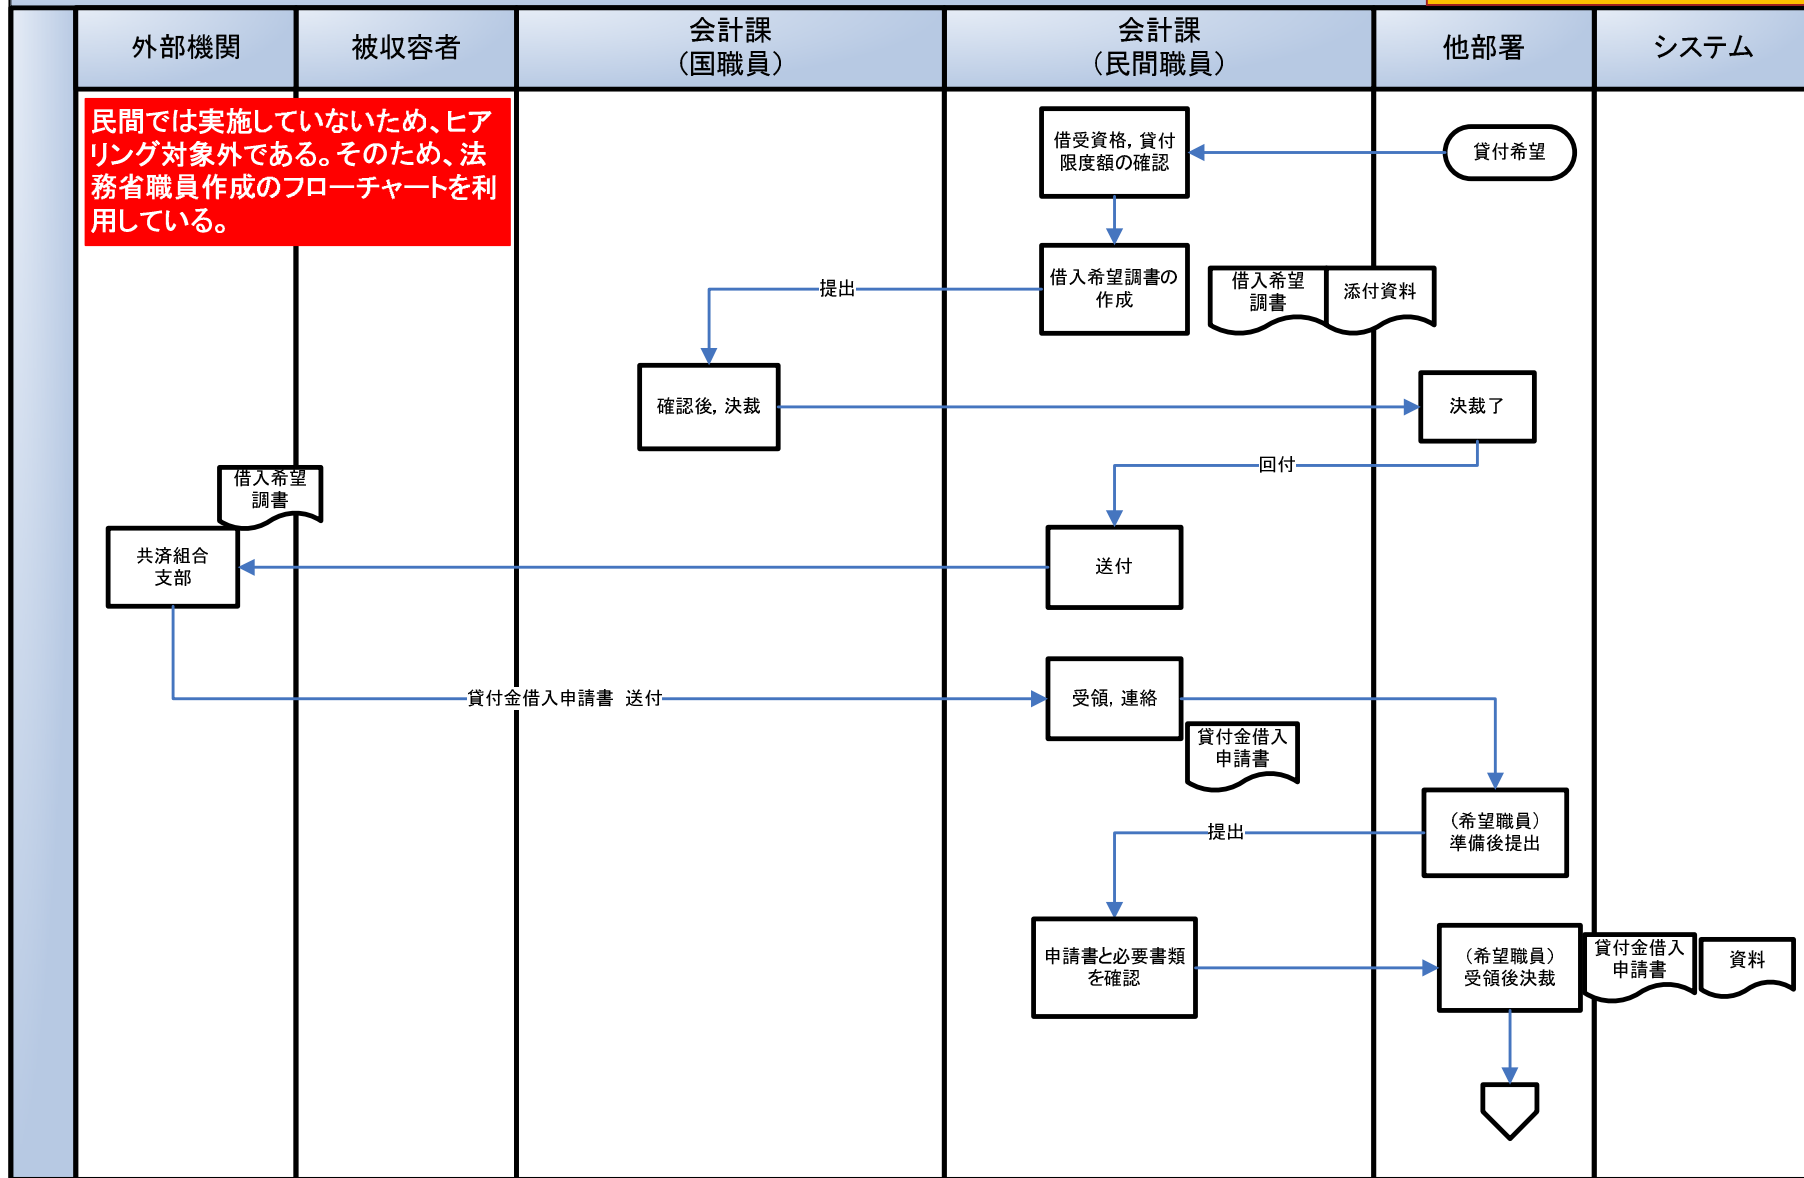 外部機関
被収容者
会計課
（国職員）
会計課
（民間職員）
他部署
システム
民間では実施していないため、ヒア
リング対象外である。そのため、法
務省職員作成のフローチャートを利
用している。
借受資格，貸付
限度額の確認
貸付希望
借入希望調書の
作成
借入希望
調書
添付資料
提出
確認後，決裁
決裁了
回付
借入希望
調書
共済組合
支部
送付
貸付金借入申請書　送付
受領，連絡
貸付金借入
申請書
（希望職員）
準備後提出
提出
申請書と必要書類
を確認
（希望職員）
受領後決裁
貸付金借入
申請書
資料